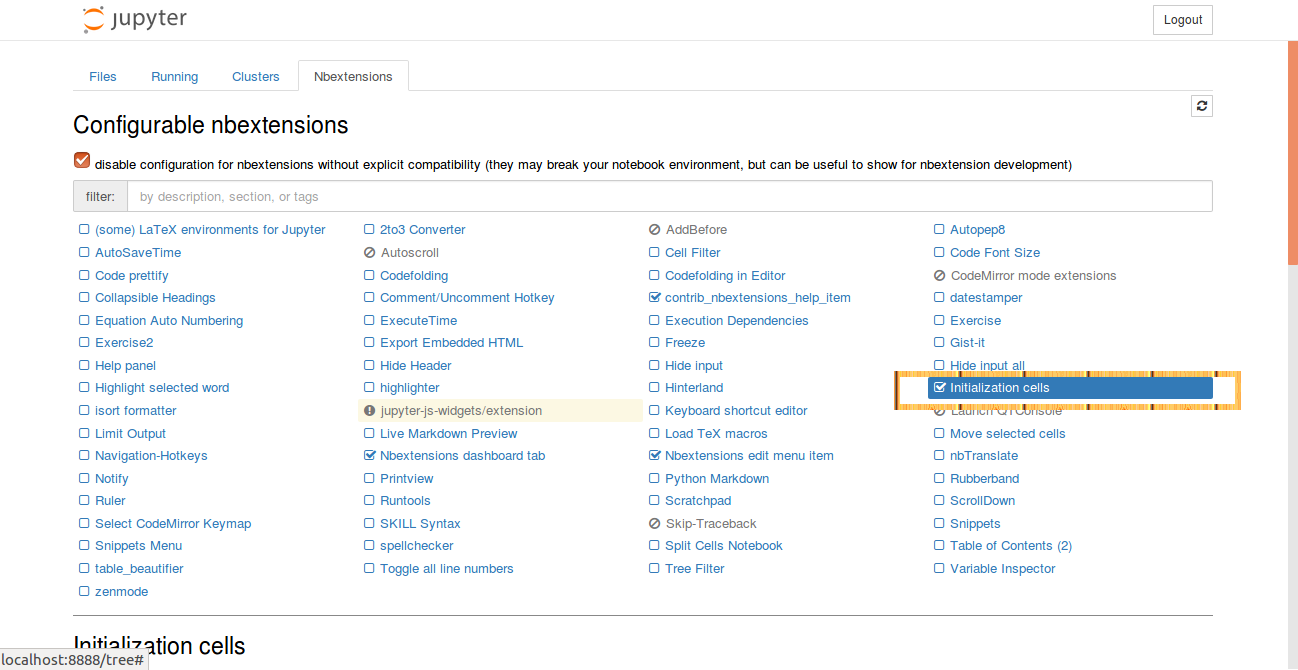 jupyter
Logout
Files Running Clusters Nbextensions
Configurable nbextensions
disable configuration for nbextensions without explicit compatibility (they may break your notebook environment, but can be useful to show for nbextension development)
filter: by description, section, or tags
(some) LaTeX environments for Jupyter 2to3 Converter AddBefore Autopep8
AutoSaveTime Autoscroll Cell Filter Code Font Size
Code prettify Codefolding Codefolding in Editor CodeMirror mode extensions
Collapsible Headings Comment/Uncomment Hotkey contrib_nbextensions_help_item datestamper
Equation Auto Numbering ExecuteTime Execution Dependencies Exercise
Exercise2 Export Embedded HTML Freeze Gist-it
Help panel Hide Header Hide input Hide input all
Highlight selected word highlighter Hinterland Initialization cells
isort formatter jupyter-js-widgets/extension Keyboard shortcut editor Launch QTConsole
Limit Output Live Markdown Preview Load TeX macros Move selected cells
Navigation-Hotkeys Nbextensions dashboard tab Nbextensions edit menu item nbTranslate
Notify Printview Python Markdown Rubberband
Ruler Runtools Scratchpad ScrollDown
Select CodeMirror Keymap SKILL Syntax Skip-Traceback Snippets
Snippets Menu spellchecker Split Cells Notebook Table of Contents (2)
table_beautifier Toggle all line numbers Tree Filter Variable Inspector
zenmode
Initialization cells
localhost:8888/tree#